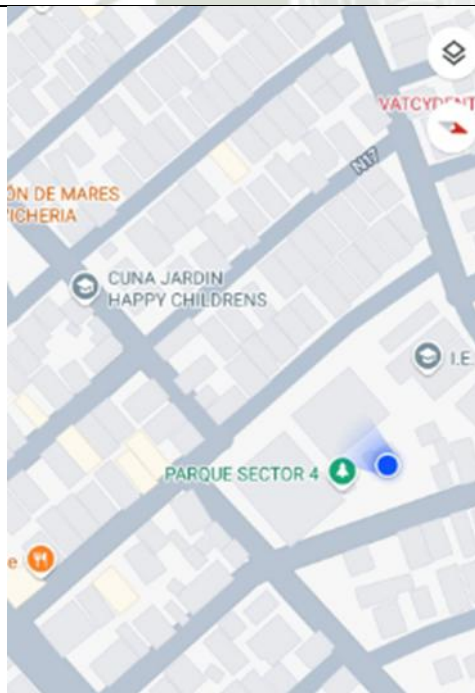 VATCYDENT
N17
ÓN DE MARES
VICHERIA
CUNA JARDIN
HAPPY CHILDRENS
I.E.
PARQUE SECTOR 4
e